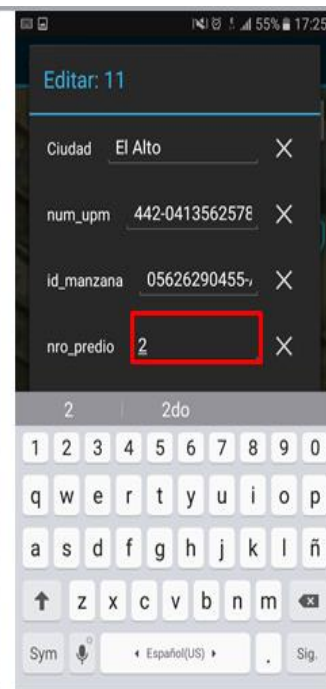 55% 17:25
Editar: 11
Ciudad El Alto
num_upm 442-0413562578
id_manzana 05626290455-
nro_predio 2
2 2do
1 2 3 4 5 6 7 8 9 0
q w e r t y u i o p
a s d f g h j k l ñ
z x c v b n m
Sym Español(US) . Sig.